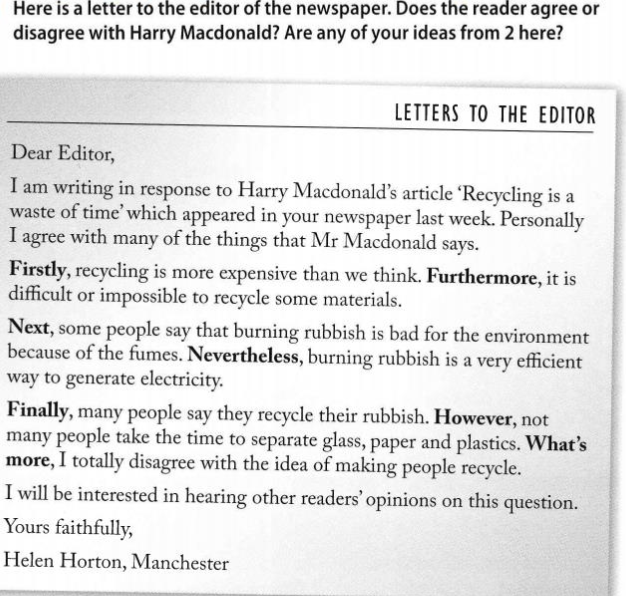 Here is a letter to the editor of the newspaper. Does the reader agree or
disagree with Harry Macdonald? Are any of your ideas from 2 here?
LETTERS TO THE EDITOR
Dear Editor,
I am writing in response to Harry Macdonald's article 'Recycling is a
waste of time' which appeared in your newspaper last week. Personally
I agree with many of the things that Mr Macdonald says.
Firstly, recycling is more expensive than we think. Furthermore, it is
difficult or impossible to recycle some materials.
Next, some people say that burning rubbish is bad for the environment
because of the fumes. Nevertheless, burning rubbish is a very efficient
way to generate electricity.
Finally, many people say they recycle their rubbish. However, not
many people take the time to separate glass, paper and plastics. What's
more, I totally disagree with the idea of making people recycle.
I will be interested in hearing other readers' opinions on this question.
Yours faithfully,
Helen Horton, Manchester